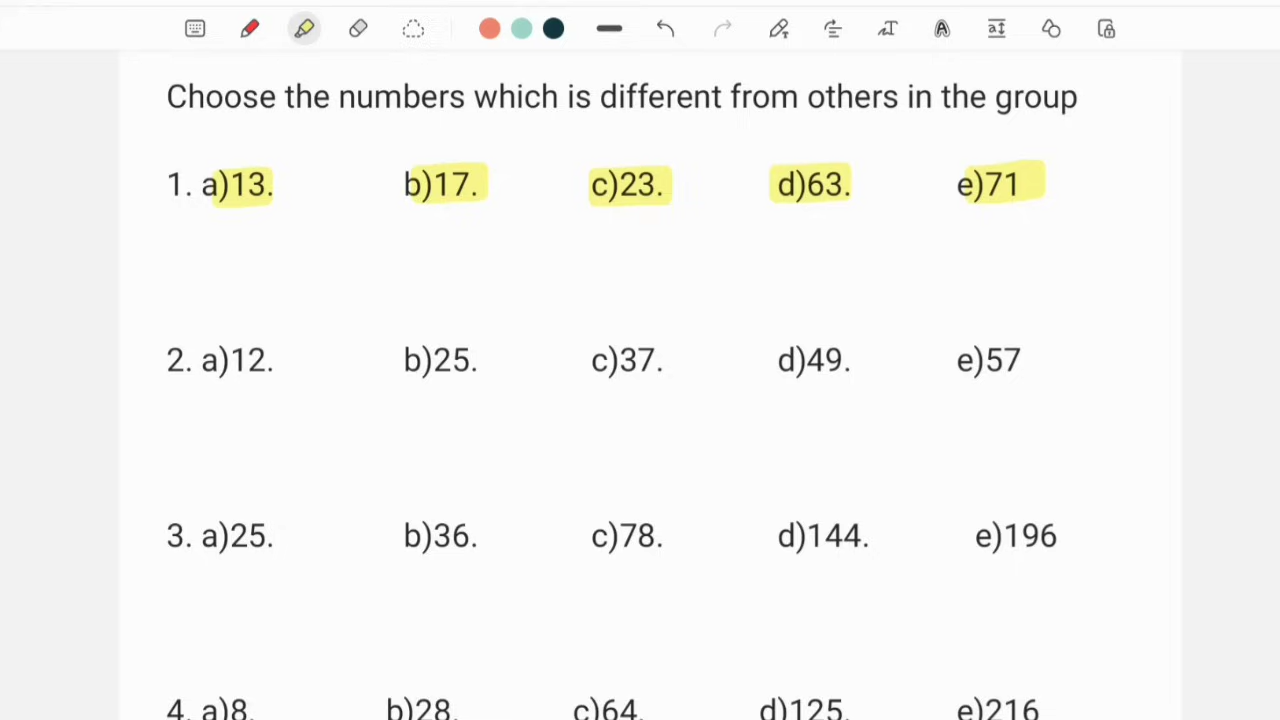 Choose the numbers which is different from others in the group
1. a)13. b)17. c)23. d)63. e)71
2. a)12. b)25. c)37. d)49. e)57
3. a)25. b)36. c)78. d)144. e)196
4. a)8. b)28. c)64. d)125. e)216